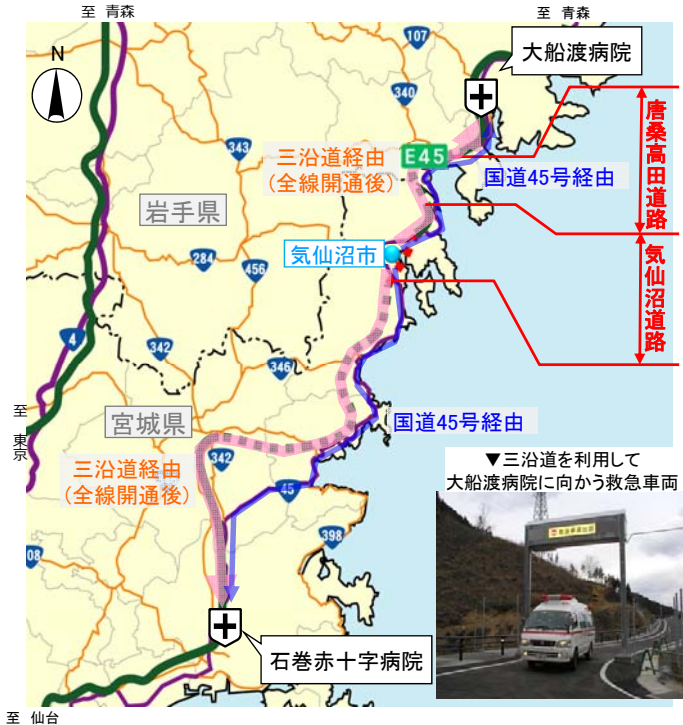 至 青森
至 青森
N
107
大船渡病院
340
343
三沿道経由
(全線開通後)
E45
国道45号経由
唐桑高田道路
岩手県
284
456
気仙沼市
気仙沼道路
4
342
346
至 東京
宮城県
国道45号経由
三沿道経由
(全線開通後)
342
45
▼三沿道を利用して
大船渡病院に向かう救急車両
398
08
石巻赤十字病院
至 仙台